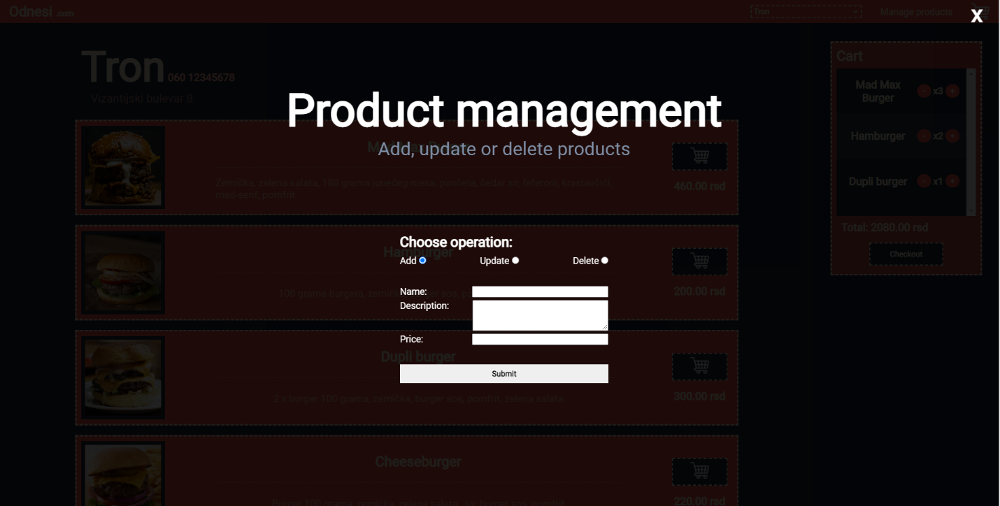 Odnesi .com
Tron
Manage products
X
Tron 060 12345678
Vizantijski bulevar 8
Product management
Add, update or delete products
Mad Max Burger
Zemička, zelena salata, 180 grama junećeg mesa, pančeta, čedar sir, feferoni, krastavčići,
med-senf, pomfrit
460.00 rsd
Choose operation:
Add
Update
Delete
Hamburger
100 grama burgera, zemička, burger sos,
200.00 rsd
Name:
Description:
Price:
Submit
Dupli burger
2 x burger 100 grama, zemička, burger sos, pomfrit, zelena salata
300.00 rsd
Cheeseburger
Burger 100 grama, zemička, zelena salata, sir, burger sos, pomfrit
220.00 rsd
Cart
Mad Max
Burger
- x3 +
Hamburger
- x2 +
Dupli burger
- x1 +
Total: 2080.00 rsd
Checkout